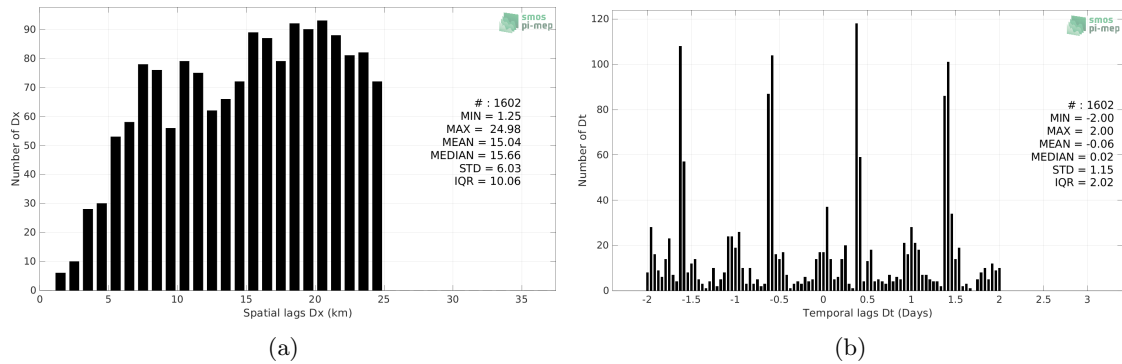 smos
pi-mep
90
80
70
60
50
40
30
20
10
0
Number of Dx
# : 1602
MIN = 1.25
MAX = 24.98
MEAN = 15.04
MEDIAN = 15.66
STD = 6.03
IQR = 10.06
0 5 10 15 20 25 30 35
Spatial lags Dx (km)
(a)
smos
pi-mep
120
100
80
60
40
20
0
Number of Dt
# : 1602
MIN = -2.00
MAX = 2.00
MEAN = -0.06
MEDIAN = 0.02
STD = 1.15
IQR = 2.02
-2 -1.5 -1 -0.5 0 0.5 1 1.5 2 2.5 3
Temporal lags Dt (Days)
(b)